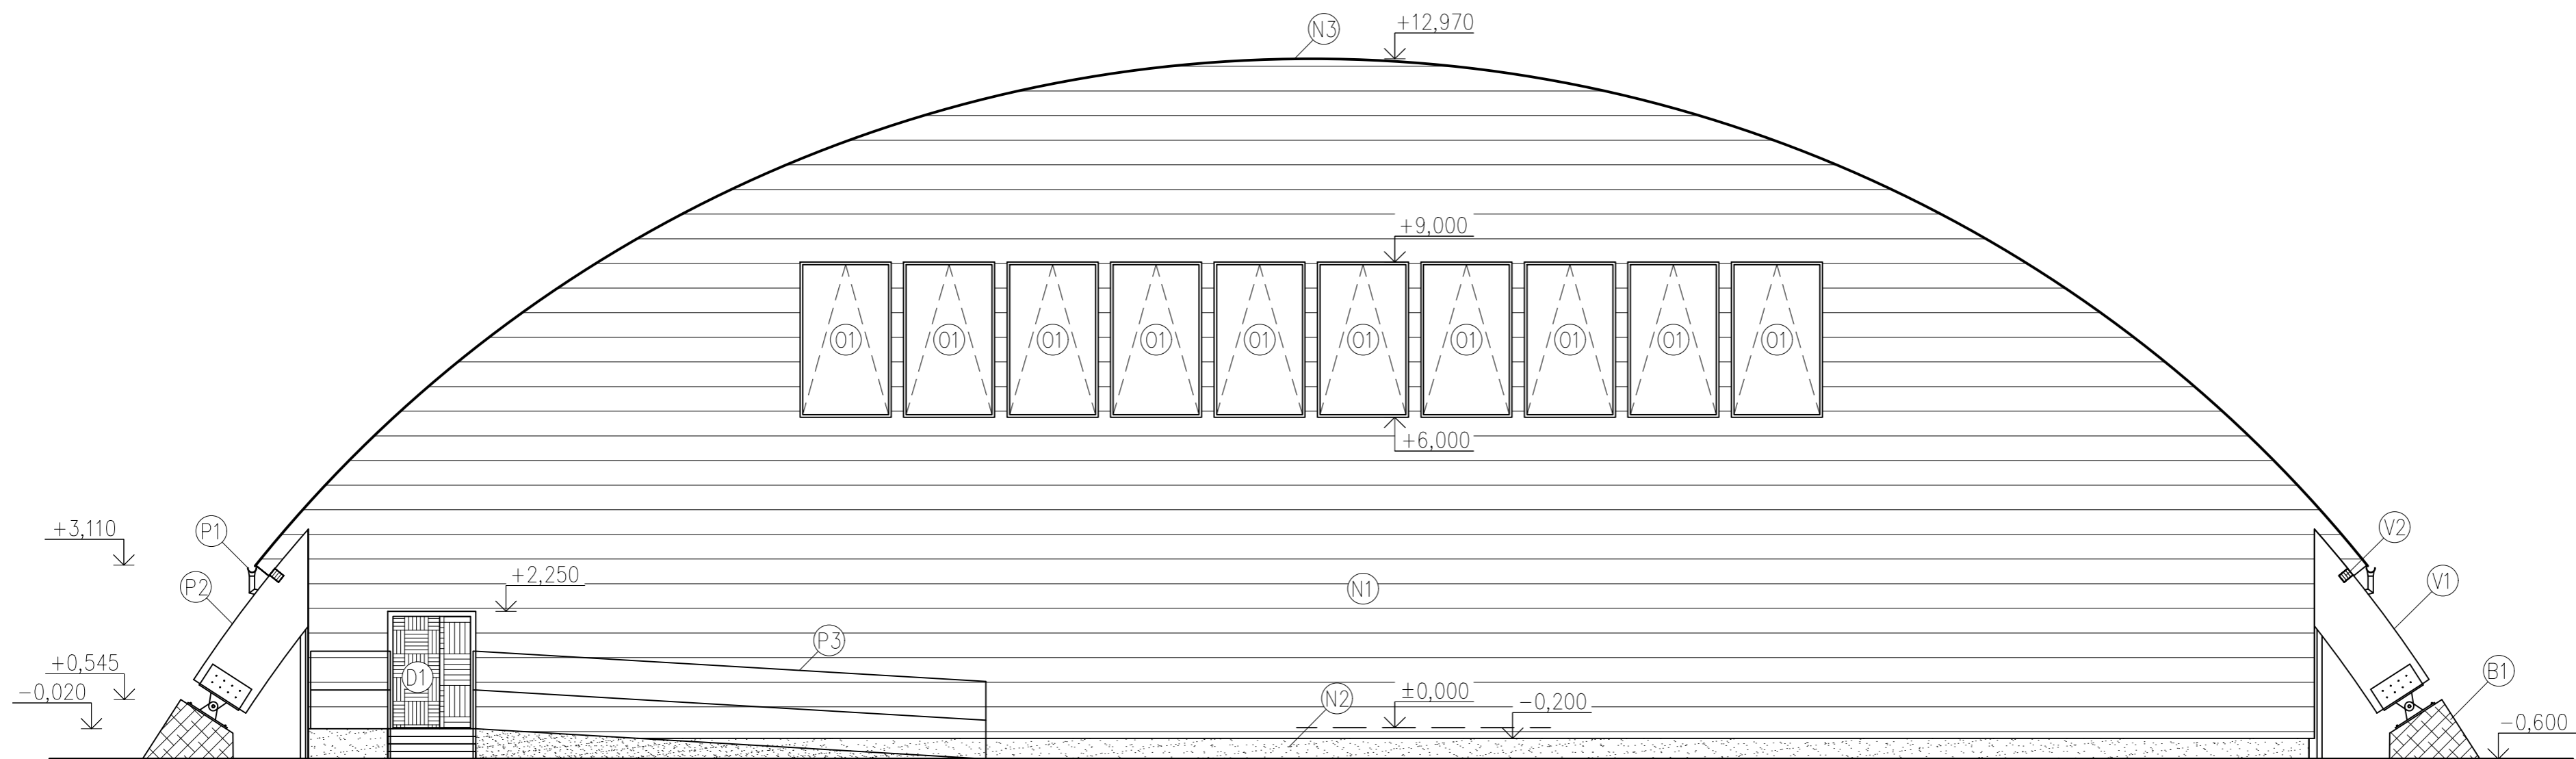 N3
+12,970
+9,000
O1 O1 O1 O1 O1 O1 O1 O1 O1 O1
+6,000
+3,110
P1
V2
P2
+2,250
N1
V1
P3
+0,545
D1
B1
-0,020
N2
±0,000
-0,200
-0,600